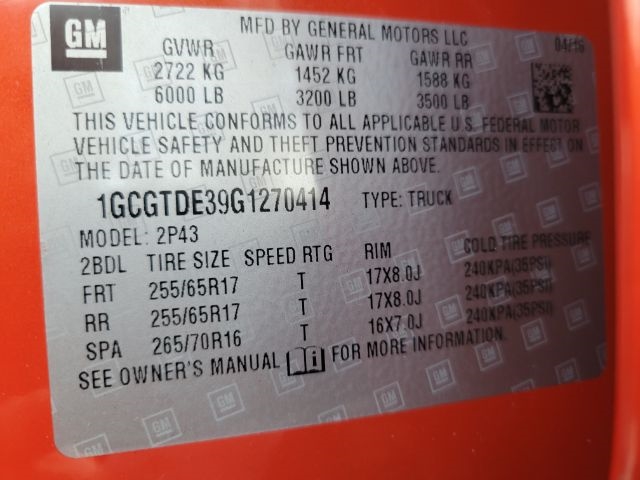 GM
MFD BY GENERAL MOTORS LLC
04/16
GVWR GAWR FRT GAWR RR
2722 KG 1452 KG 1588 KG
6000 LB 3200 LB 3500 LB
THIS VEHICLE CONFORMS TO ALL APPLICABLE U.S. FEDERAL MOTOR
VEHICLE SAFETY AND THEFT PREVENTION STANDARDS IN EFFECT ON
THE DATE OF MANUFACTURE SHOWN ABOVE.
1GCGTDE39G1270414 TYPE: TRUCK
MODEL: 2P43
2BDL TIRE SIZE SPEED RTG RIM COLD TIRE PRESSURE
FRT 255/65R17 T 17X8.0J 240KPA(35PSI)
RR 255/65R17 T 17X8.0J 240KPA(35PSI)
SPA 265/70R16 T 16X7.0J 240KPA(35PSI)
SEE OWNER'S MANUAL FOR MORE INFORMATION.